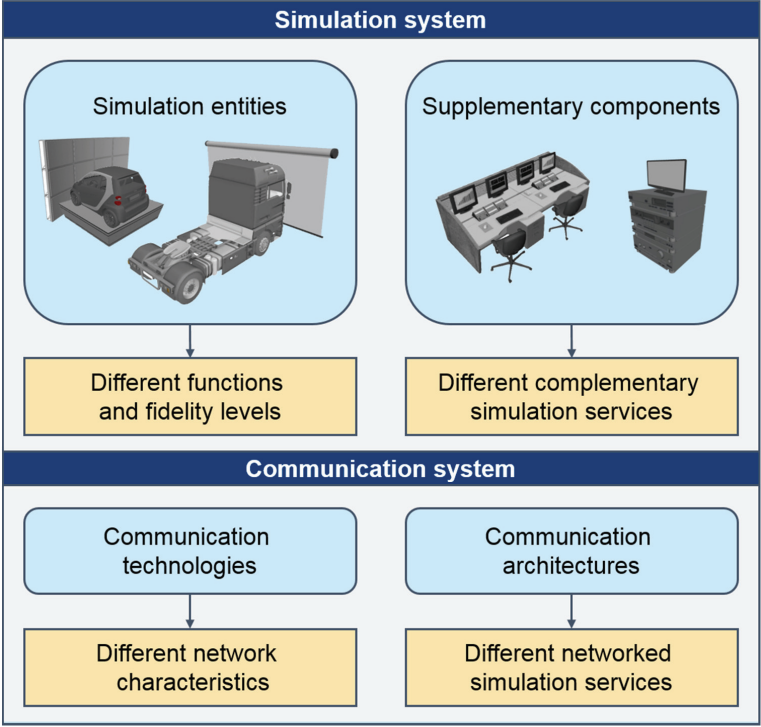 Simulation system
Simulation entities
Supplementary components
Different functions
and fidelity levels
Different complementary
simulation services
Communication system
Communication
technologies
Communication
architectures
Different network
characteristics
Different networked
simulation services